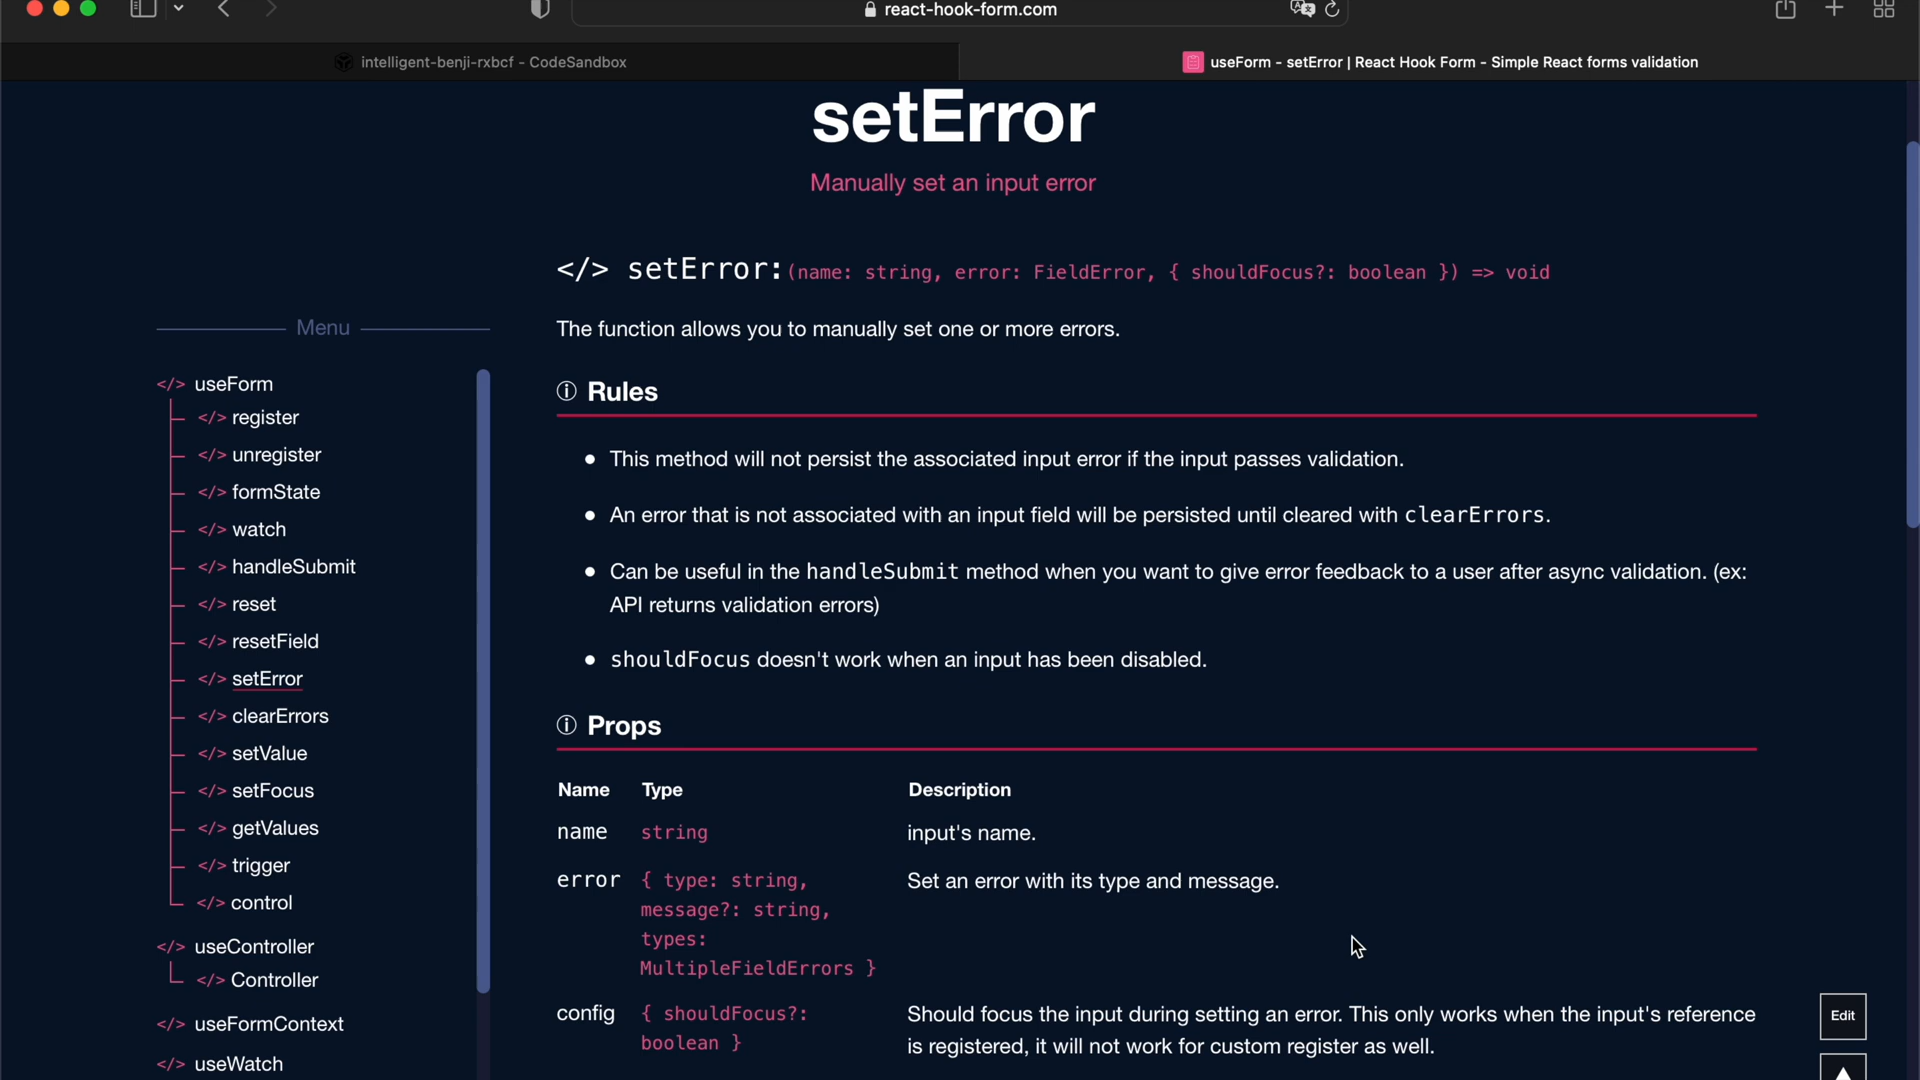 react-hook-form.com
intelligent-benji-rxbcf - CodeSandbox
useForm - setError | React Hook Form - Simple React forms validation
setError
Manually set an input error
</> setError:(name: string, error: FieldError, { shouldFocus?: boolean }) => void
The function allows you to manually set one or more errors.
Menu
</> useForm
</> register
</> unregister
</> formState
</> watch
</> handleSubmit
</> reset
</> resetField
</> setError
</> clearErrors
</> setValue
</> setFocus
</> getValues
</> trigger
</> control
</> useController
</> Controller
</> useFormContext
</> useWatch
Rules
• This method will not persist the associated input error if the input passes validation.
• An error that is not associated with an input field will be persisted until cleared with clearErrors.
• Can be useful in the handleSubmit method when you want to give error feedback to a user after async validation. (ex:
API returns validation errors)
• shouldFocus doesn't work when an input has been disabled.
Props
Name Type Description
name string input's name.
error { type: string, Set an error with its type and message.
message?: string,
types:
MultipleFieldErrors }
config { shouldFocus?: Should focus the input during setting an error. This only works when the input's reference
boolean } is registered, it will not work for custom register as well.
Edit